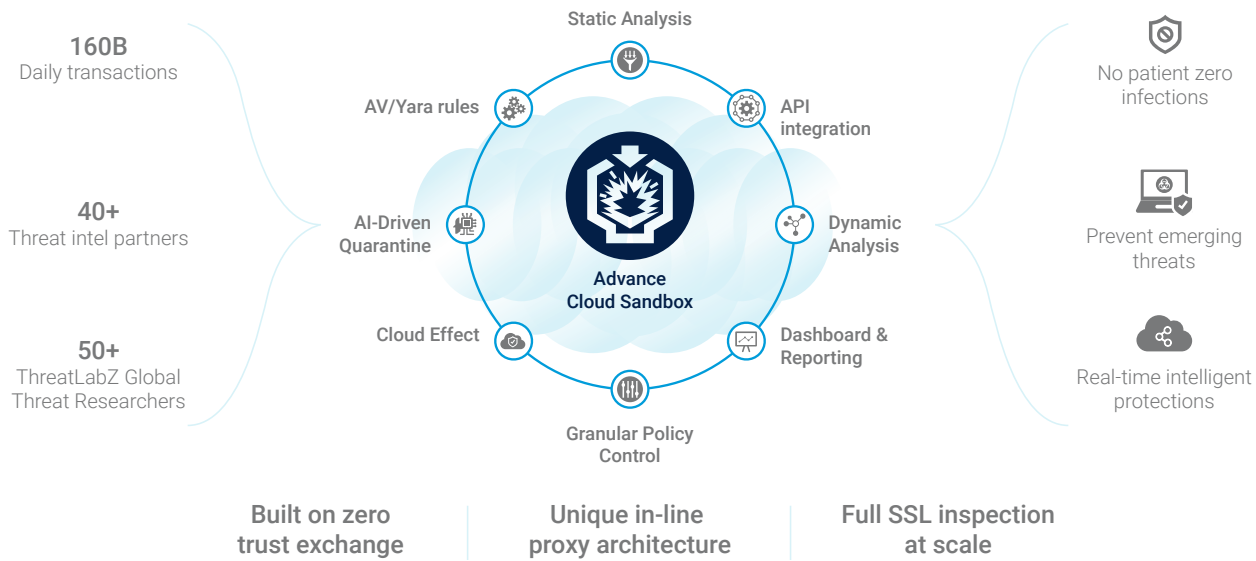 160B
Daily transactions
40+
Threat intel partners
50+
ThreatLabZ Global
Threat Researchers
Static Analysis
AV/Yara rules
API
integration
AI-Driven
Quarantine
Dynamic
Analysis
Advance
Cloud Sandbox
Cloud Effect
Dashboard &
Reporting
Granular Policy
Control
No patient zero
infections
Prevent emerging
threats
Real-time intelligent
protections
Built on zero
trust exchange
Unique in-line
proxy architecture
Full SSL inspection
at scale